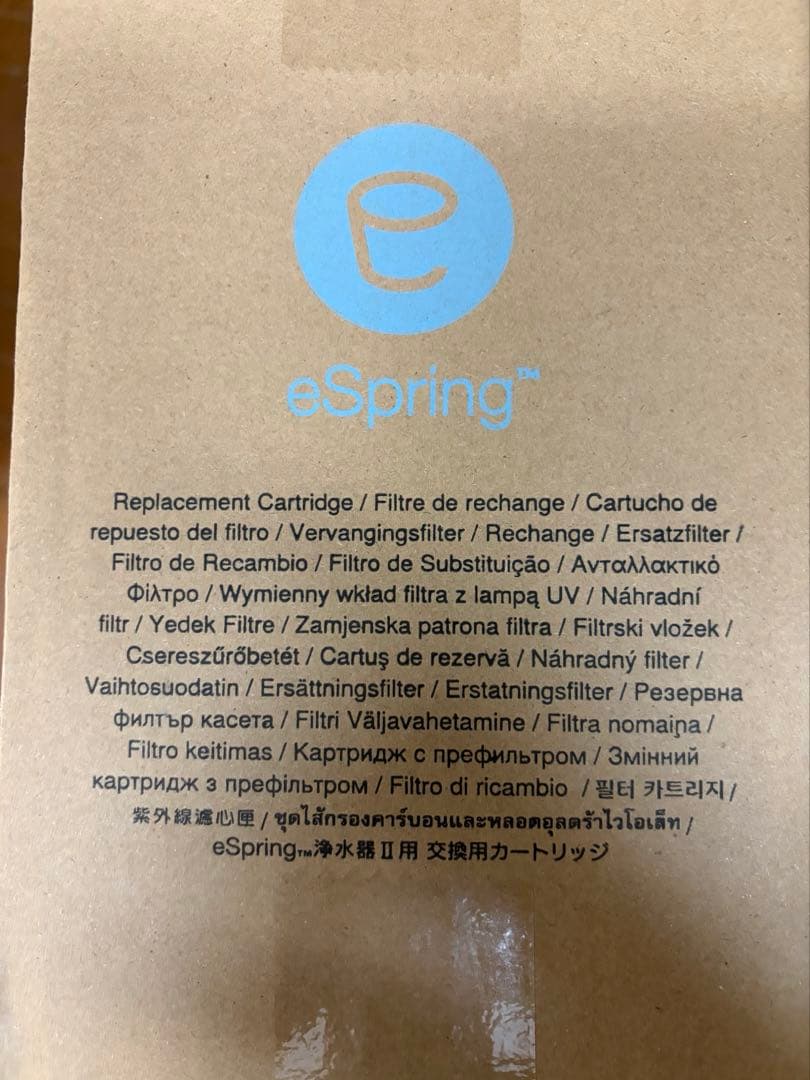 eSpring™
Replacement Cartridge / Filtre de rechange / Cartucho de
repuesto del filtro / Vervangingsfilter / Rechange / Ersatzfilter /
Filtro de Recambio / Filtro de Substituição / Ανταλλακτικό
Φίλτρο / Wymienny wkład filtra z lampą UV / Náhradní
filtr / Yedek Filtre / Zamjenska patrona filtra / Filtrski vložek /
Csereszűrőbetét / Cartuş de rezervă / Náhradný filter /
Vaihtosuodatin / Ersättningsfilter / Erstatningsfilter / Резервна
филтър касета / Filtri Väljavahetamine / Filtra nomaiņa /
Filtro keitimas / Картридж с префильтром / Змінний
картридж з префільтром / Filtro di ricambio / 필터 카트리지 /
紫外線濾心匣 / ชุดไส้กรองคาร์บอนและหลอดอุลตร้าไวโอเล็ท /
eSpring™浄水器Ⅱ用 交換用カートリッジ